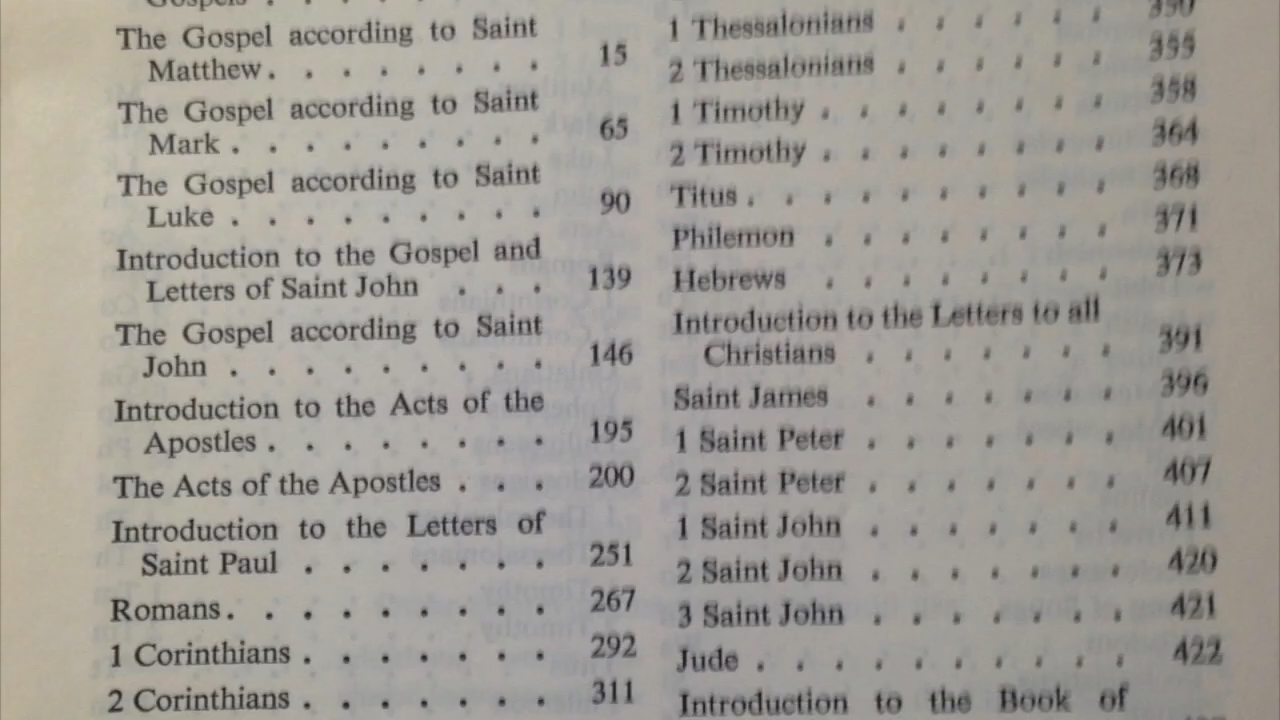 Gospels .
The Gospel according to Saint
Matthew. . . . . . . . 15
The Gospel according to Saint
Mark . . . . . . . . . 65
The Gospel according to Saint
Luke . . . . . . . . . 90
Introduction to the Gospel and
Letters of Saint John . . . 139
The Gospel according to Saint
John . . . . . . . . . 146
Introduction to the Acts of the
Apostles . . . . . . . . 195
The Acts of the Apostles . . . 200
Introduction to the Letters of
Saint Paul . . . . . . . 251
Romans . . . . . . . . . 267
1 Corinthians . . . . . . . 292
2 Corinthians . . . . . . . 311
1 Thessalonians . . . . . . 350
2 Thessalonians . . . . . . 355
1 Timothy . . . . . . . . 358
2 Timothy . . . . . . . . 364
Titus . . . . . . . . . . 368
Philemon . . . . . . . . 371
Hebrews . . . . . . . . 373
Introduction to the Letters to all
Christians . . . . . . . 391
Saint James . . . . . . . 396
1 Saint Peter . . . . . . . 401
2 Saint Peter . . . . . . . 407
1 Saint John . . . . . . . 411
2 Saint John . . . . . . . 420
3 Saint John . . . . . . . 421
Jude . . . . . . . . . . 422
Introduction to the Book of